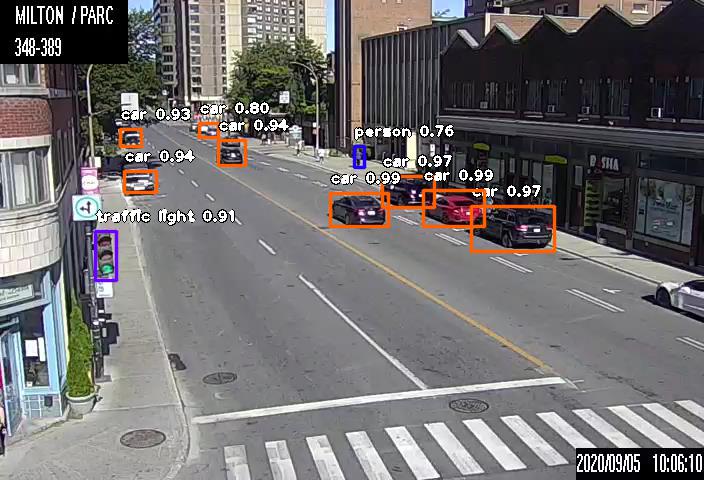 MILTON / PARC
348-389
car 0.93
car 0.80
car 0.94
person 0.76
car 0.94
car 0.97
car 0.99
car 0.99
car 0.97
traffic light 0.91
2020/09/05 10:06:10